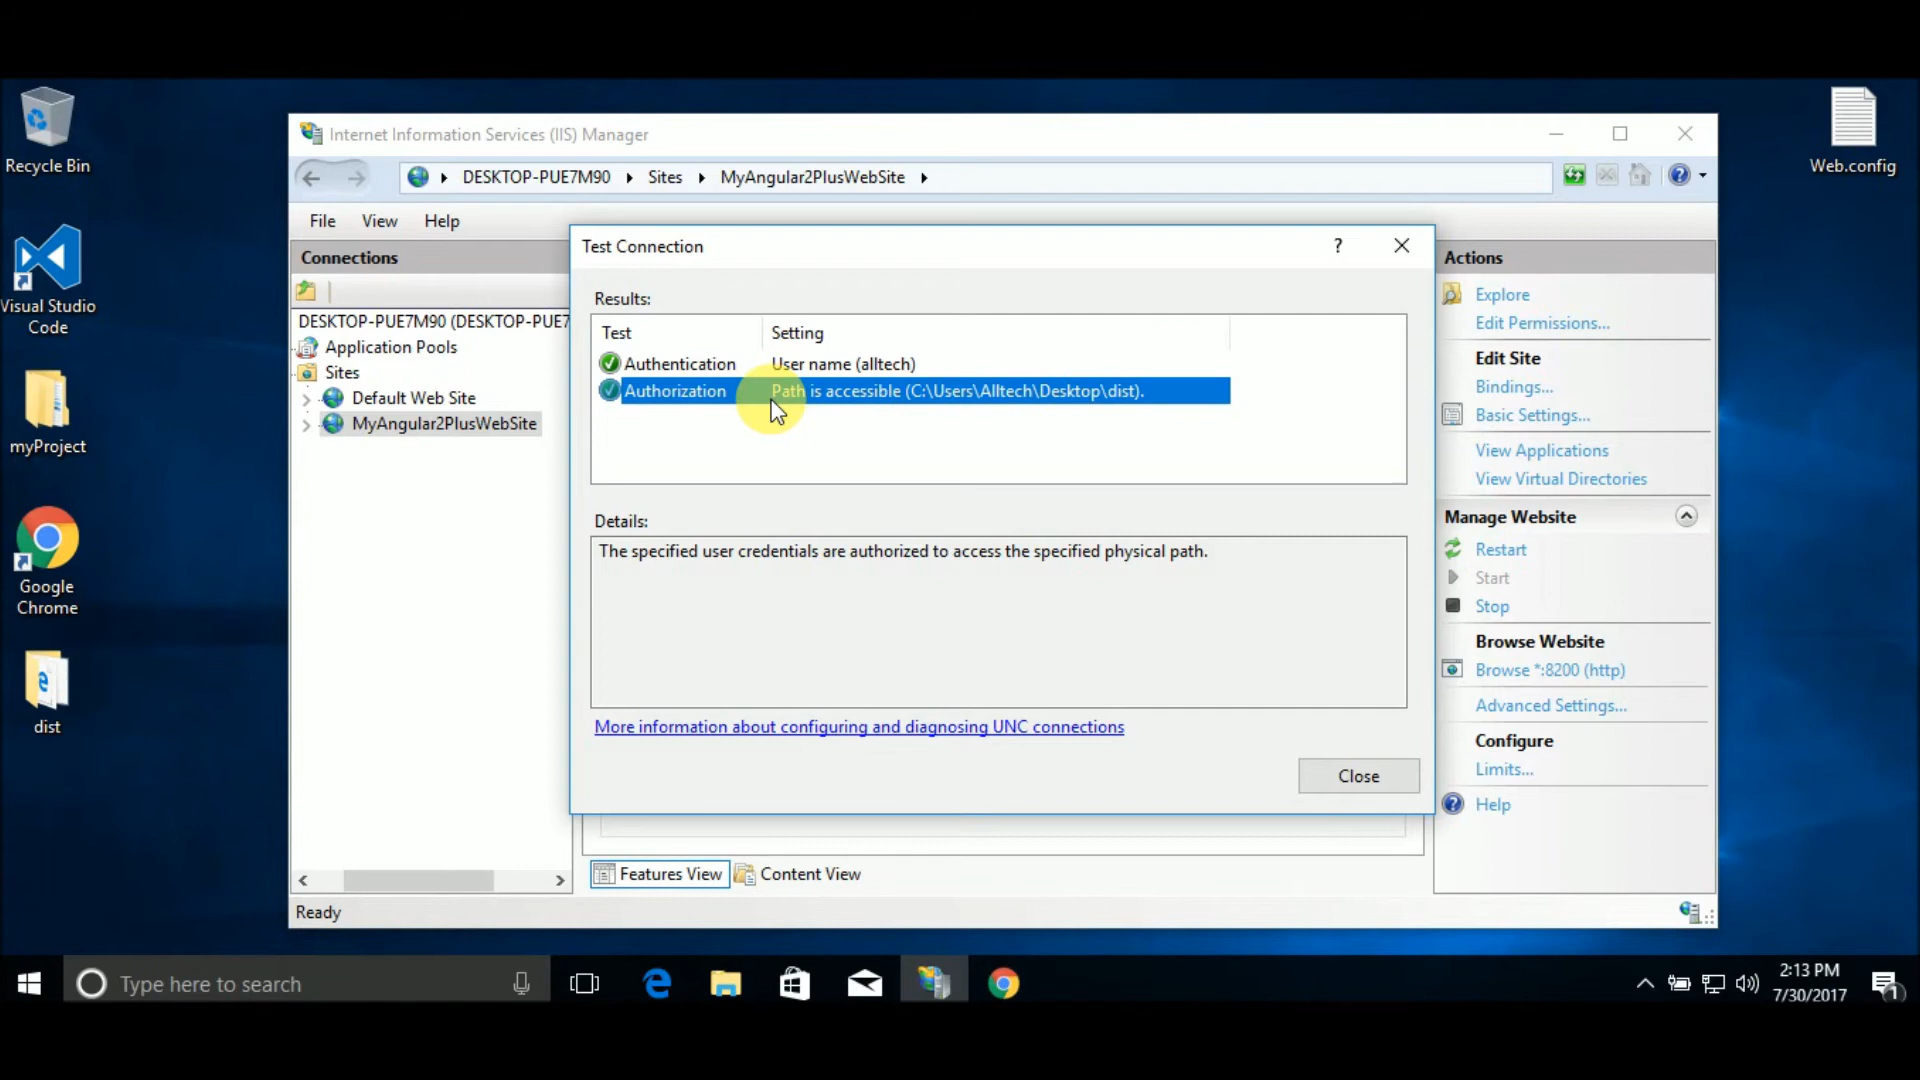 Recycle Bin
Visual Studio
Code
myProject
Google
Chrome
dist
Web.config
Internet Information Services (IIS) Manager
DESKTOP-PUE7M90
Sites
MyAngular2PlusWebSite
File
View
Help
Connections
DESKTOP-PUE7M90 (DESKTOP-PUE7
Application Pools
Sites
Default Web Site
MyAngular2PlusWebSite
Test Connection
?
Results:
Test Setting
Authentication User name (alltech)
Authorization Path is accessible (C:\Users\Alltech\Desktop\dist).
Details:
The specified user credentials are authorized to access the specified physical path.
More information about configuring and diagnosing UNC connections
Close
Features View
Content View
Actions
Explore
Edit Permissions...
Edit Site
Bindings...
Basic Settings...
View Applications
View Virtual Directories
Manage Website
Restart
Start
Stop
Browse Website
Browse *:8200 (http)
Advanced Settings...
Configure
Limits...
Help
Ready
Type here to search
2:13 PM
7/30/2017
1